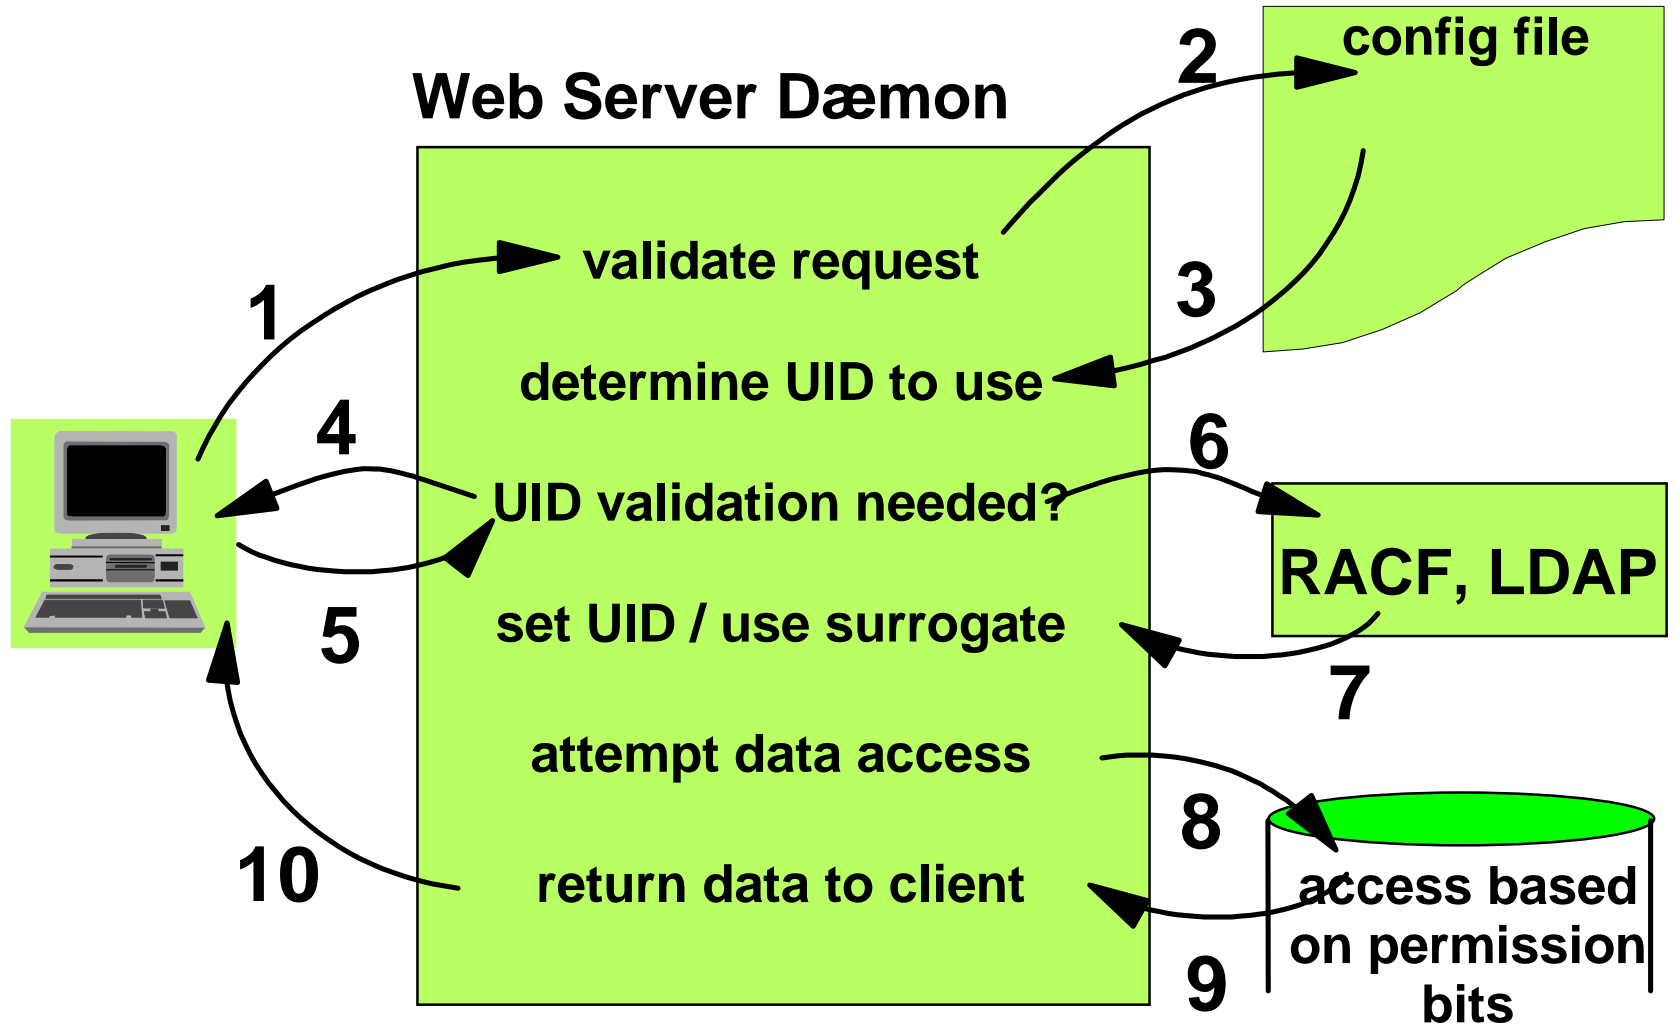 config file
2
Web Server Dæmon
validate request
1
3
determine UID to use
4
6
UID validation needed?
RACF, LDAP
5
set UID / use surrogate
7
attempt data access
8
10
return data to client
access based
on permission
bits
9